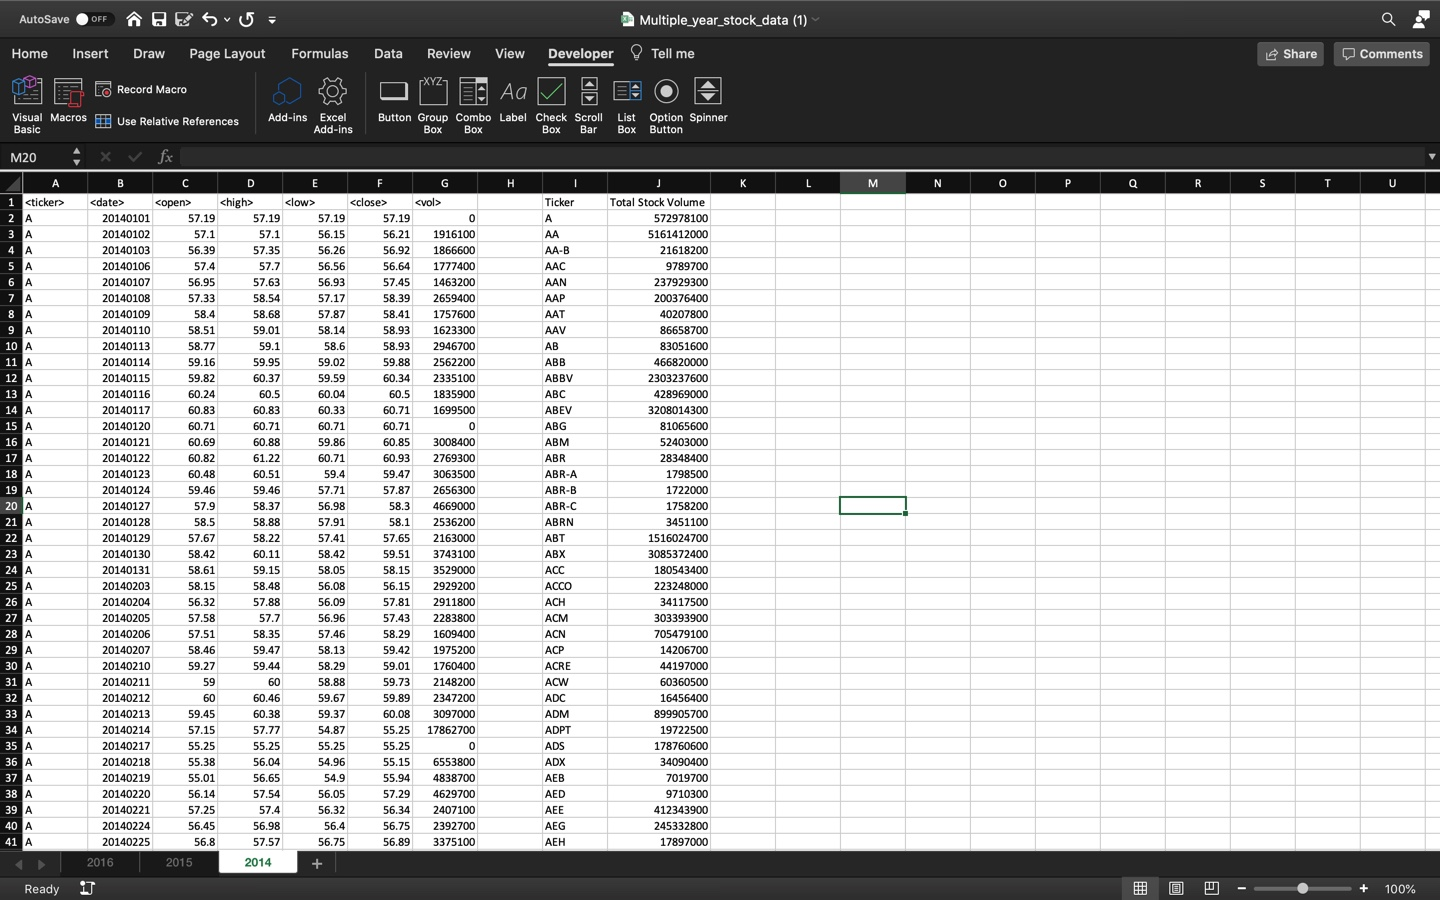 AutoSave OFF Multiple_year_stock_data (1)
Home Insert Draw Page Layout Formulas Data Review View Developer Tell me Share Comments
Visual Basic Macros Record Macro Use Relative References Add-ins Excel Add-ins Button Group Box Combo Box Label Check Box Scroll Bar List Box Option Button Spinner
XYZ Aa
M20 fx
A B C D E F G H I J K L M N O P Q R S T U
1 <ticker> <date> <open> <high> <low> <close> <vol> Ticker Total Stock Volume
2 A 20140101 57.19 57.19 57.19 57.19 0 A 572978100
3 A 20140102 57.1 57.1 56.15 56.21 1916100 AA 5161412000
4 A 20140103 56.39 57.35 56.26 56.92 1866600 AA-B 21618200
5 A 20140106 57.4 57.7 56.56 56.64 1777400 AAC 9789700
6 A 20140107 56.95 57.63 56.93 57.45 1463200 AAN 237929300
7 A 20140108 57.33 58.54 57.17 58.39 2659400 AAP 200376400
8 A 20140109 58.4 58.68 57.87 58.41 1757600 AAT 40207800
9 A 20140110 58.51 59.01 58.14 58.93 1623300 AAV 86658700
10 A 20140113 58.77 59.1 58.6 58.93 2946700 AB 83051600
11 A 20140114 59.16 59.95 59.02 59.88 2562200 ABB 466820000
12 A 20140115 59.82 60.37 59.59 60.34 2335100 ABBV 2303237600
13 A 20140116 60.24 60.5 60.04 60.5 1835900 ABC 428969000
14 A 20140117 60.83 60.83 60.33 60.71 1699500 ABEV 3208014300
15 A 20140120 60.71 60.71 60.71 60.71 0 ABG 81065600
16 A 20140121 60.69 60.88 59.86 60.85 3008400 ABM 52403000
17 A 20140122 60.82 61.22 60.71 60.93 2769300 ABR 28348400
18 A 20140123 60.48 60.51 59.4 59.47 3063500 ABR-A 1798500
19 A 20140124 59.46 59.46 57.71 57.87 2656300 ABR-B 1722000
20 A 20140127 57.9 58.37 56.98 58.3 4669000 ABR-C 1758200
21 A 20140128 58.5 58.88 57.91 58.1 2536200 ABRN 3451100
22 A 20140129 57.67 58.22 57.41 57.65 2163000 ABT 1516024700
23 A 20140130 58.42 60.11 58.42 59.51 3743100 ABX 3085372400
24 A 20140131 58.61 59.15 58.05 58.15 3529000 ACC 180543400
25 A 20140203 58.15 58.48 56.08 56.15 2929200 ACCO 223248000
26 A 20140204 56.32 57.88 56.09 57.81 2911800 ACH 34117500
27 A 20140205 57.58 57.7 56.96 57.43 2283800 ACM 303393900
28 A 20140206 57.51 58.35 57.46 58.29 1609400 ACN 705479100
29 A 20140207 58.46 59.47 58.13 59.42 1975200 ACP 14206700
30 A 20140210 59.27 59.44 58.29 59.01 1760400 ACRE 44197000
31 A 20140211 59 60 58.88 59.73 2148200 ACW 60360500
32 A 20140212 60 60.46 59.67 59.89 2347200 ADC 16456400
33 A 20140213 59.45 60.38 59.37 60.08 3097000 ADM 899905700
34 A 20140214 57.15 57.77 54.87 55.25 17862700 ADPT 19722500
35 A 20140217 55.25 55.25 55.25 55.25 0 ADS 178760600
36 A 20140218 55.38 56.04 54.96 55.15 6553800 ADX 34090400
37 A 20140219 55.01 56.65 54.9 55.94 4838700 AEB 7019700
38 A 20140220 56.14 57.54 56.05 57.29 4629700 AED 9710300
39 A 20140221 57.25 57.4 56.32 56.34 2407100 AEE 412343900
40 A 20140224 56.45 56.98 56.4 56.75 2392700 AEG 245332800
41 A 20140225 56.8 57.57 56.75 56.89 3375100 AEH 17897000
2016 2015 2014 +
Ready 100%